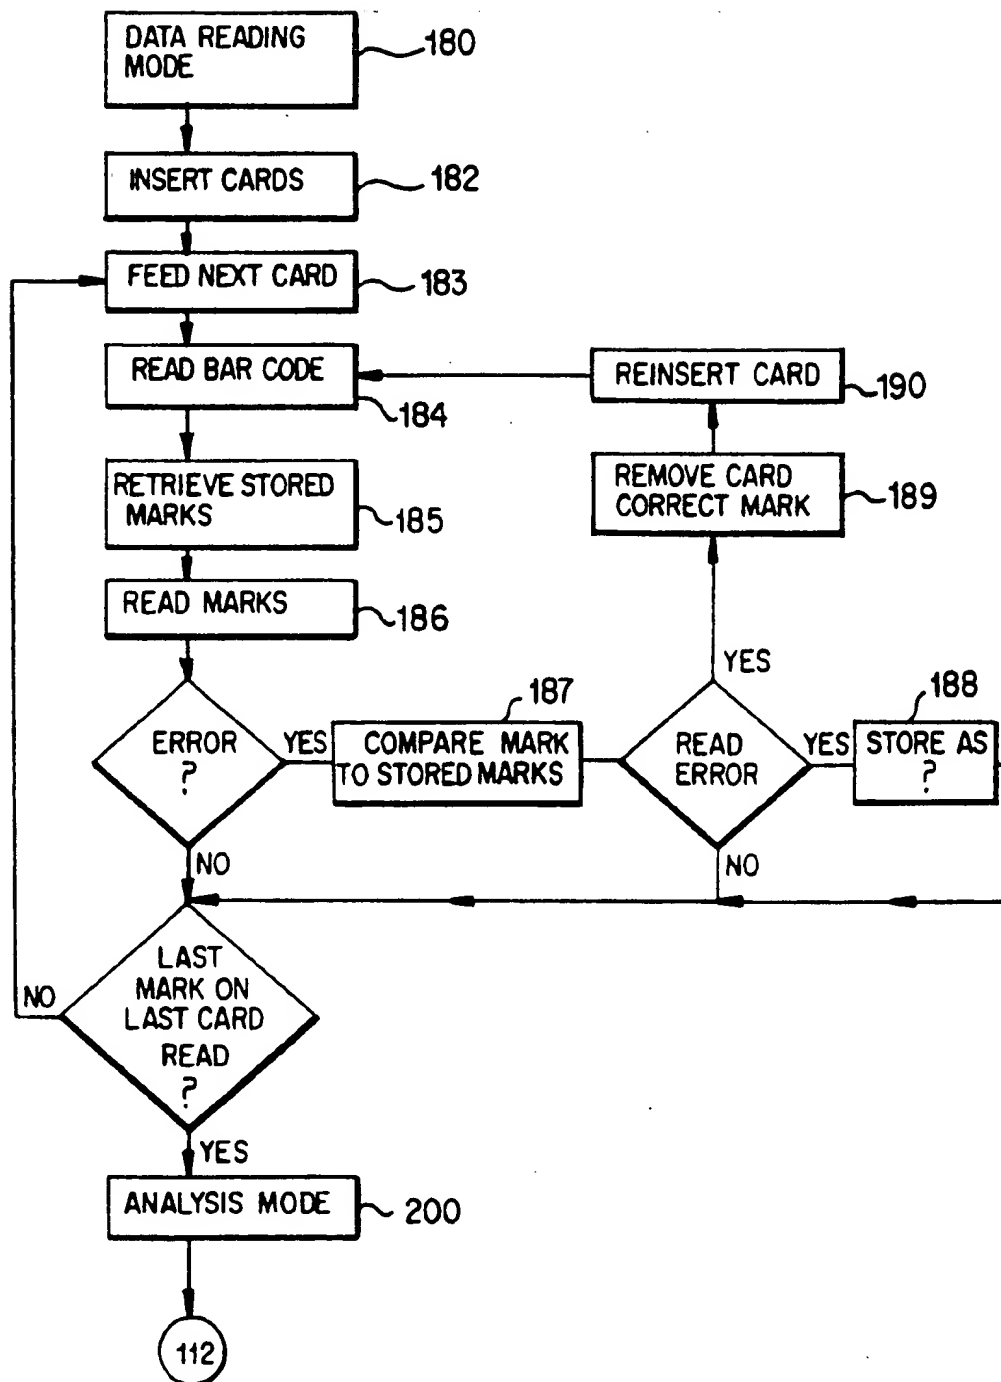 DATA READING
MODE
180
INSERT CARDS
182
FEED NEXT CARD
183
READ BAR CODE
184
REINSERT CARD
190
RETRIEVE STORED
MARKS
185
REMOVE CARD
CORRECT MARK
189
READ MARKS
186
YES
ERROR
?
YES
187
COMPARE MARK
TO STORED MARKS
READ
ERROR
YES
188
STORE AS
?
NO
NO
LAST
MARK ON
LAST CARD
READ
?
NO
YES
ANALYSIS MODE
200
112